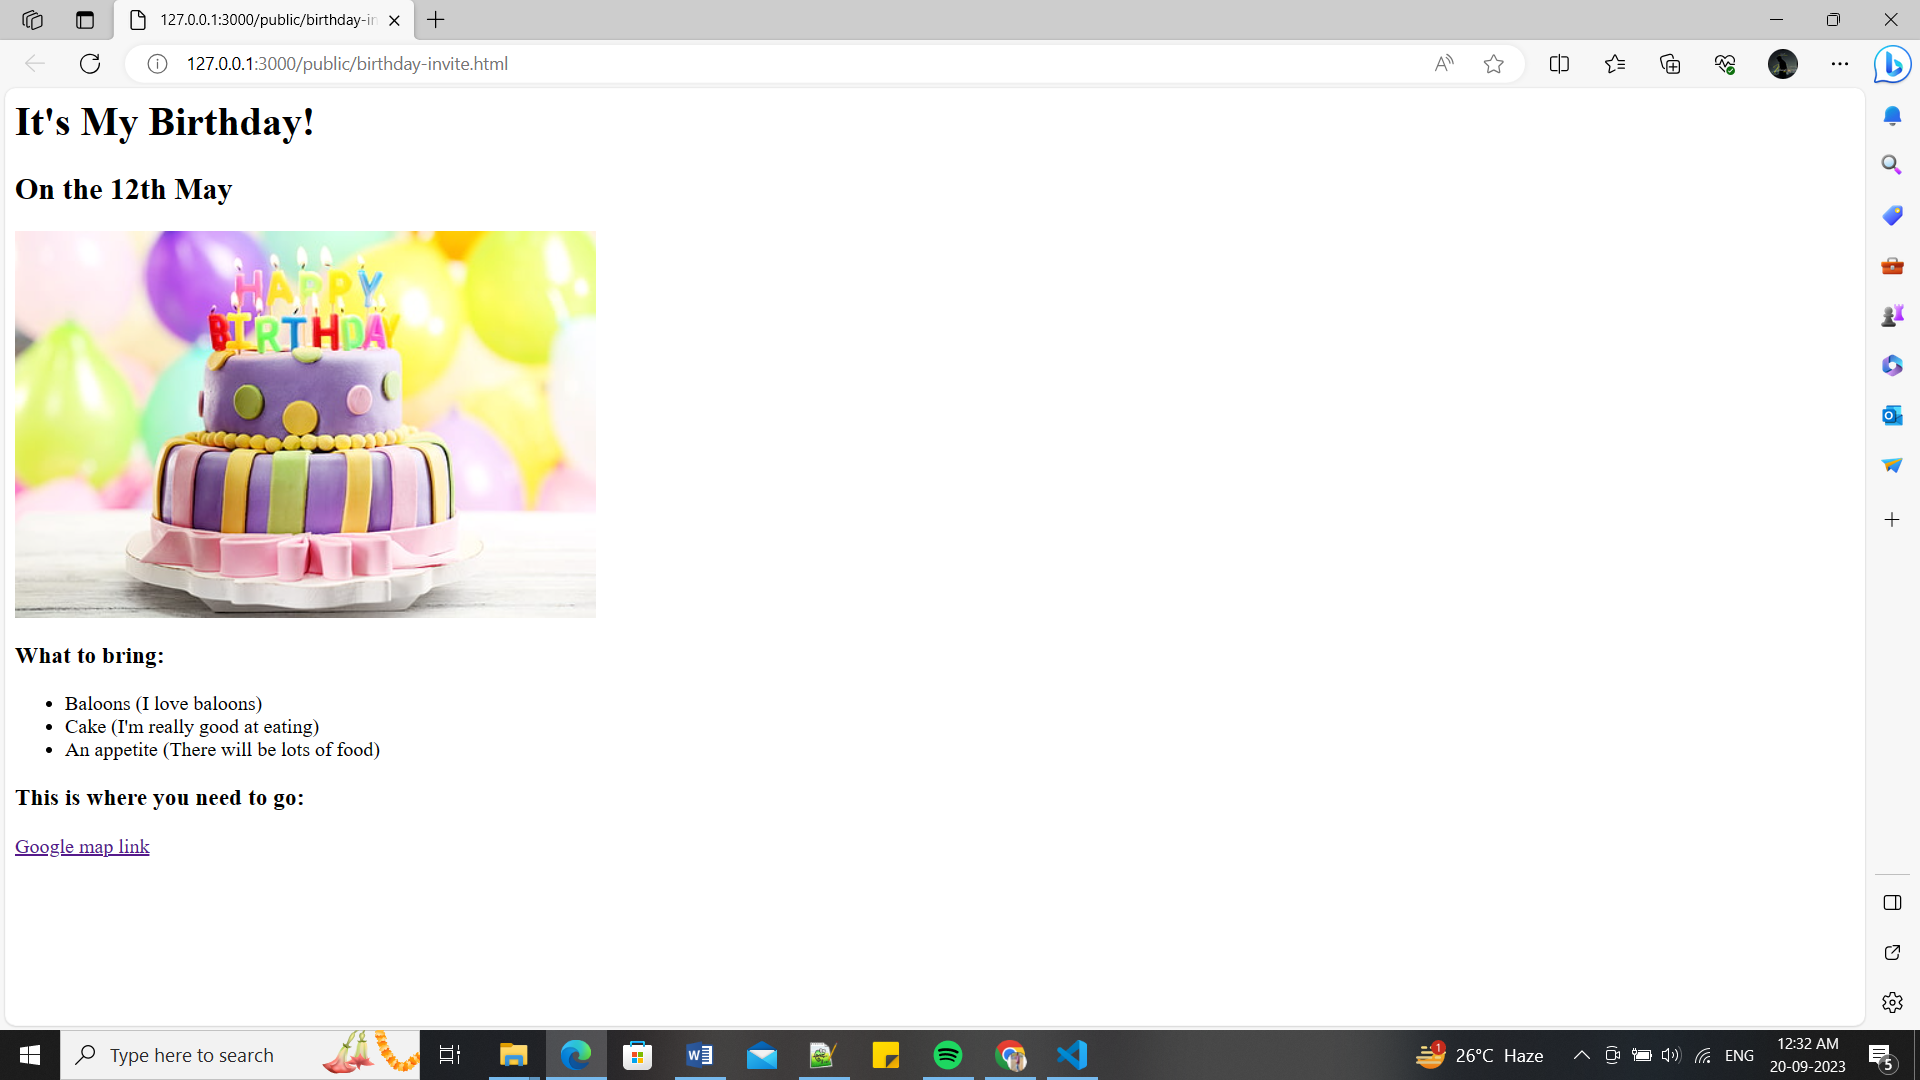 127.0.0.1:3000/public/birthday-in
127.0.0.1:3000/public/birthday-invite.html
It's My Birthday!
On the 12th May
HAPPY
BIRTHDAY
What to bring:
Baloons (I love baloons)
Cake (I'm really good at eating)
An appetite (There will be lots of food)
This is where you need to go:
Google map link
Type here to search
1
26°C Haze
ENG
12:32 AM
20-09-2023
5